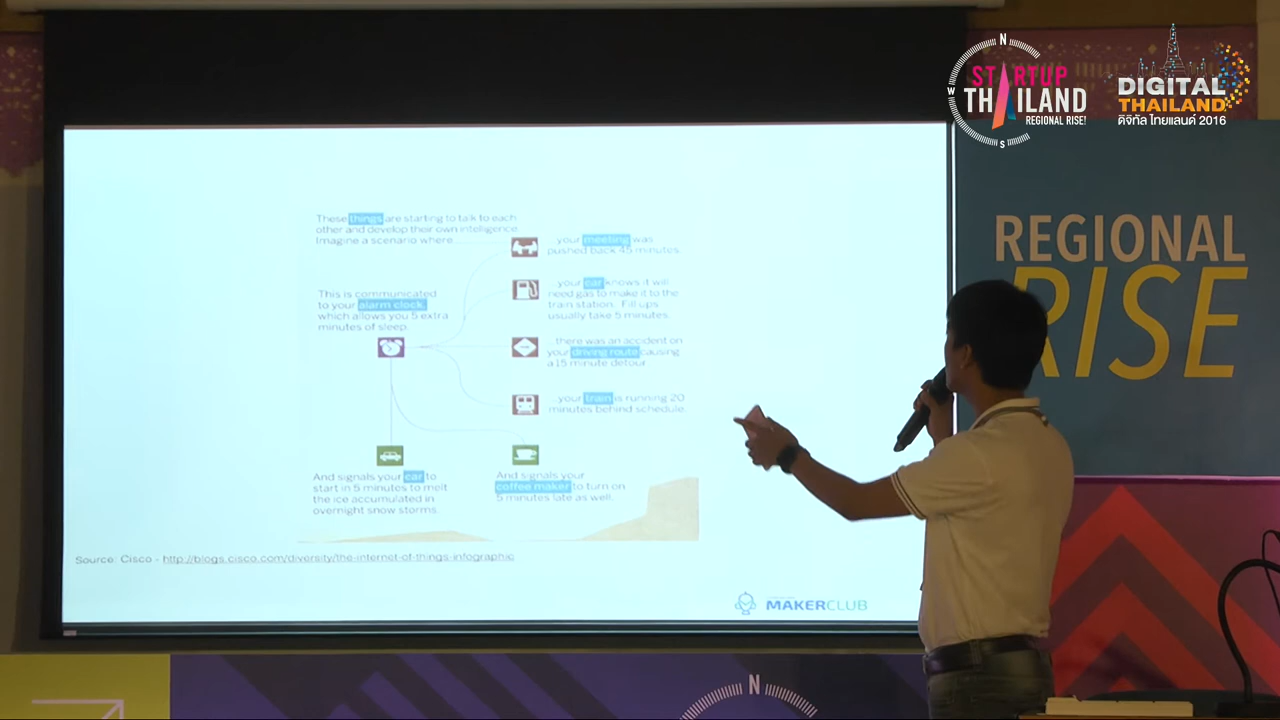 N
STARTUP
W
THAILAND
REGIONAL RISE!
S
DIGITAL
THAILAND
ดิจิทัล ไทยแลนด์ 2016
REGIONAL
RISE
These things are starting to talk to each
other and develop their own intelligence.
Imagine a scenario where...
...your meeting was
pushed back 45 minutes.
...your car knows it will
need gas to make it to the
train station. Fill ups
usually take 5 minutes.
...there was an accident on
your driving route causing
a 15 minute detour
...your train is running 20
minutes behind schedule.
This is communicated
to your alarm clock,
which allows you 5 extra
minutes of sleep.
And signals your car to
start in 5 minutes to melt
the ice accumulated in
overnight snow storms.
And signals your
coffee maker to turn on
5 minutes late as well.
Source: Cisco - http://blogs.cisco.com/diversity/the-internet-of-things-infographic
MAKERCLUB
N